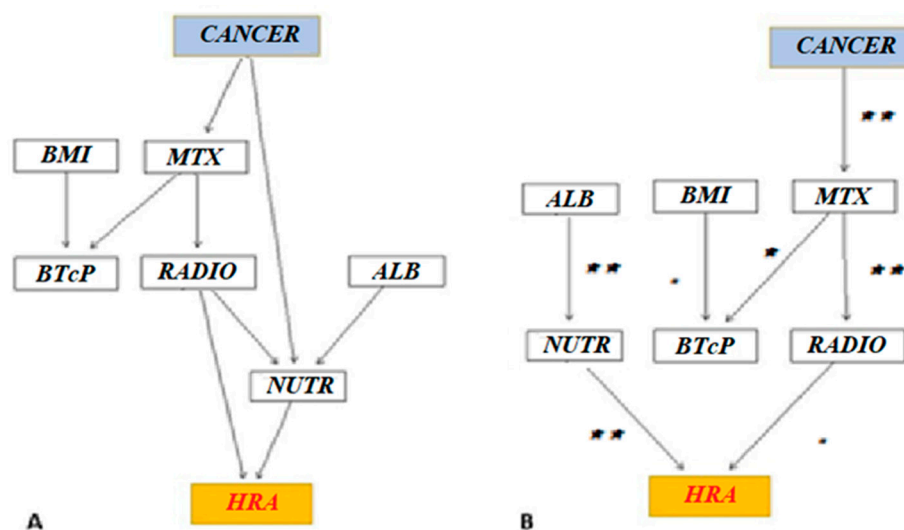 CANCER
BMI
MTX
BTcP
RADIO
ALB
NUTR
HRA
A
CANCER
**
ALB
BMI
MTX
**
.
*
**
NUTR
BTcP
RADIO
**
.
HRA
B